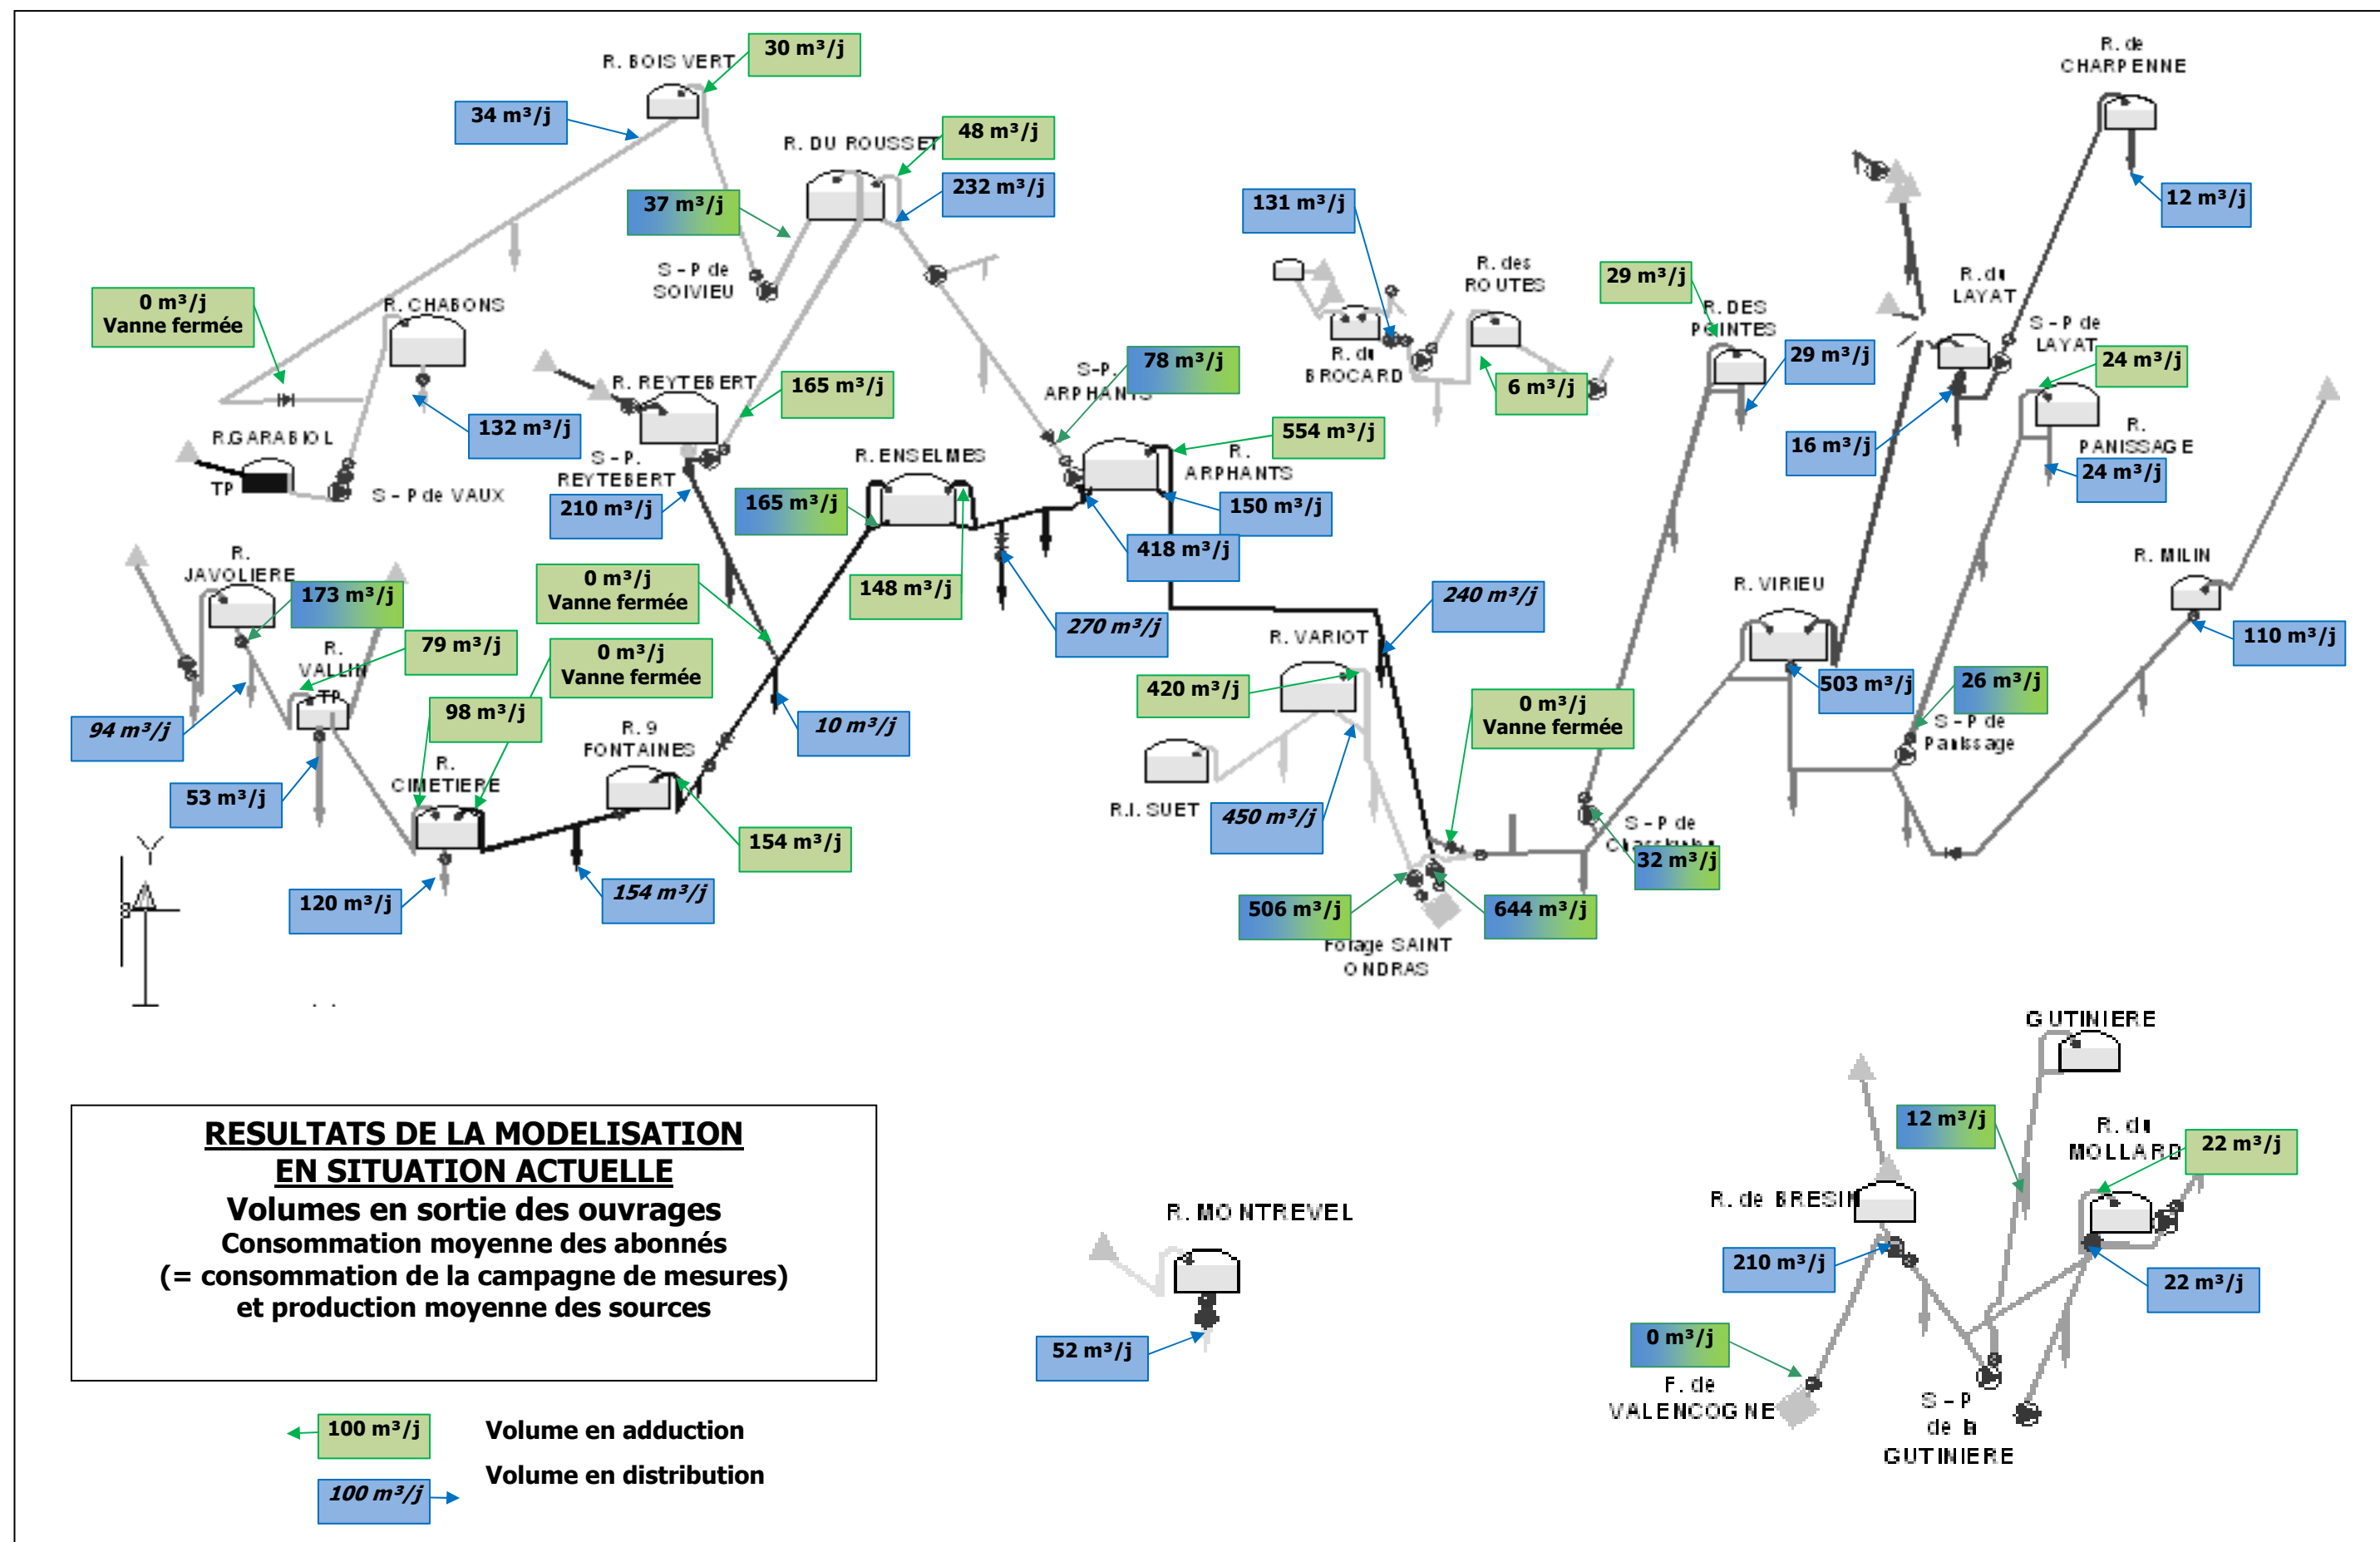 30 m³/j
R. BOIS VERT
34 m³/j
48 m³/j
R. DU ROUSSET
232 m³/j
37 m³/j
S - P de
SOIVIEU
0 m³/j
Vanne fermée
R. CHABONS
132 m³/j
R.GARABIOL
TP
S - P de VAUX
R. REYTEBERT
165 m³/j
S - P.
REYTEBERT
210 m³/j
R. ENSELMES
165 m³/j
148 m³/j
S-P.
ARPHANTS
78 m³/j
554 m³/j
R.
ARPHANTS
150 m³/j
418 m³/j
270 m³/j
240 m³/j
131 m³/j
R. du
BROCARD
R. des
ROUTES
6 m³/j
29 m³/j
R. DES
POINTES
29 m³/j
R. de
CHARPENNE
12 m³/j
R. du
LAYAT
S - P de
LAYAT
16 m³/j
24 m³/j
R.
PANISSAGE
24 m³/j
R. MILIN
110 m³/j
R. VIRIEU
503 m³/j
26 m³/j
S - P de
Panissage
R.
JAVOLIERE
173 m³/j
94 m³/j
R.
VALLIN
TP
79 m³/j
53 m³/j
0 m³/j
Vanne fermée
0 m³/j
Vanne fermée
98 m³/j
R.
CIMETIERE
120 m³/j
R. 9
FONTAINES
10 m³/j
154 m³/j
154 m³/j
R. VARIOT
420 m³/j
R.I. SUET
450 m³/j
0 m³/j
Vanne fermée
506 m³/j
644 m³/j
Forage SAINT
ONDRAS
S - P de
32 m³/j
Y
RESULTATS DE LA MODELISATION
EN SITUATION ACTUELLE
Volumes en sortie des ouvrages
Consommation moyenne des abonnés
(= consommation de la campagne de mesures)
et production moyenne des sources
100 m³/j
Volume en adduction
100 m³/j
Volume en distribution
R. MONTREVEL
52 m³/j
GUTINIERE
12 m³/j
R. du
MOLLARD
22 m³/j
R. de BRESIN
210 m³/j
22 m³/j
0 m³/j
F. de
VALENCOGNE
S - P
de la
GUTINIERE